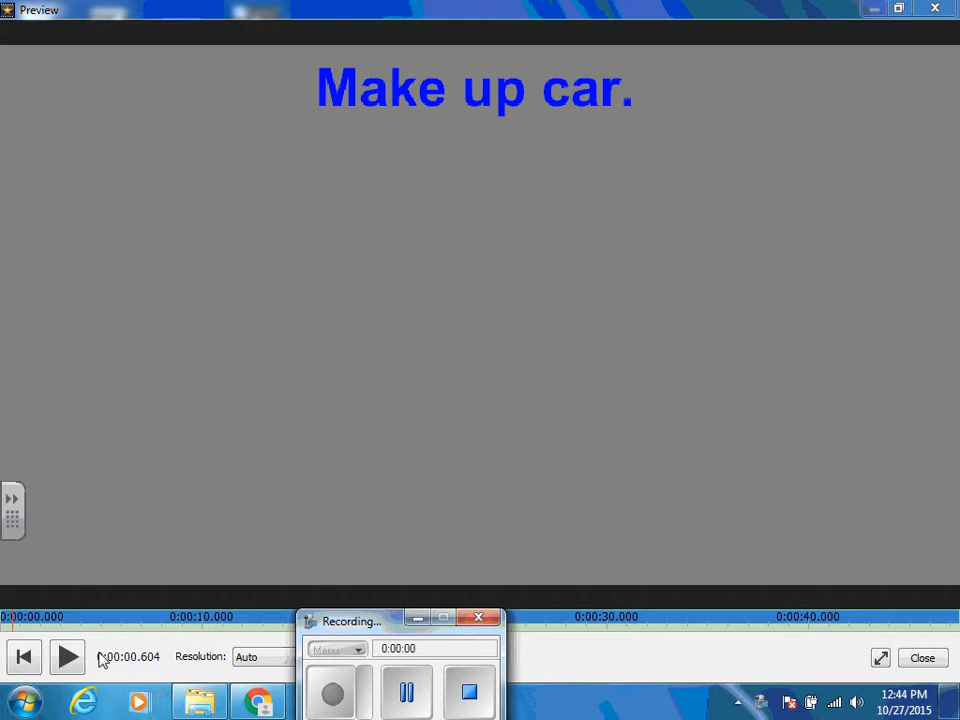 Preview
Make up car.
0:00:00.000
0:00:10.000
0:00:30.000
0:00:40.000
Recording...
Menu
0:00:00
0:00:00.604
Resolution:
Auto
Close
12:44 PM
10/27/2015